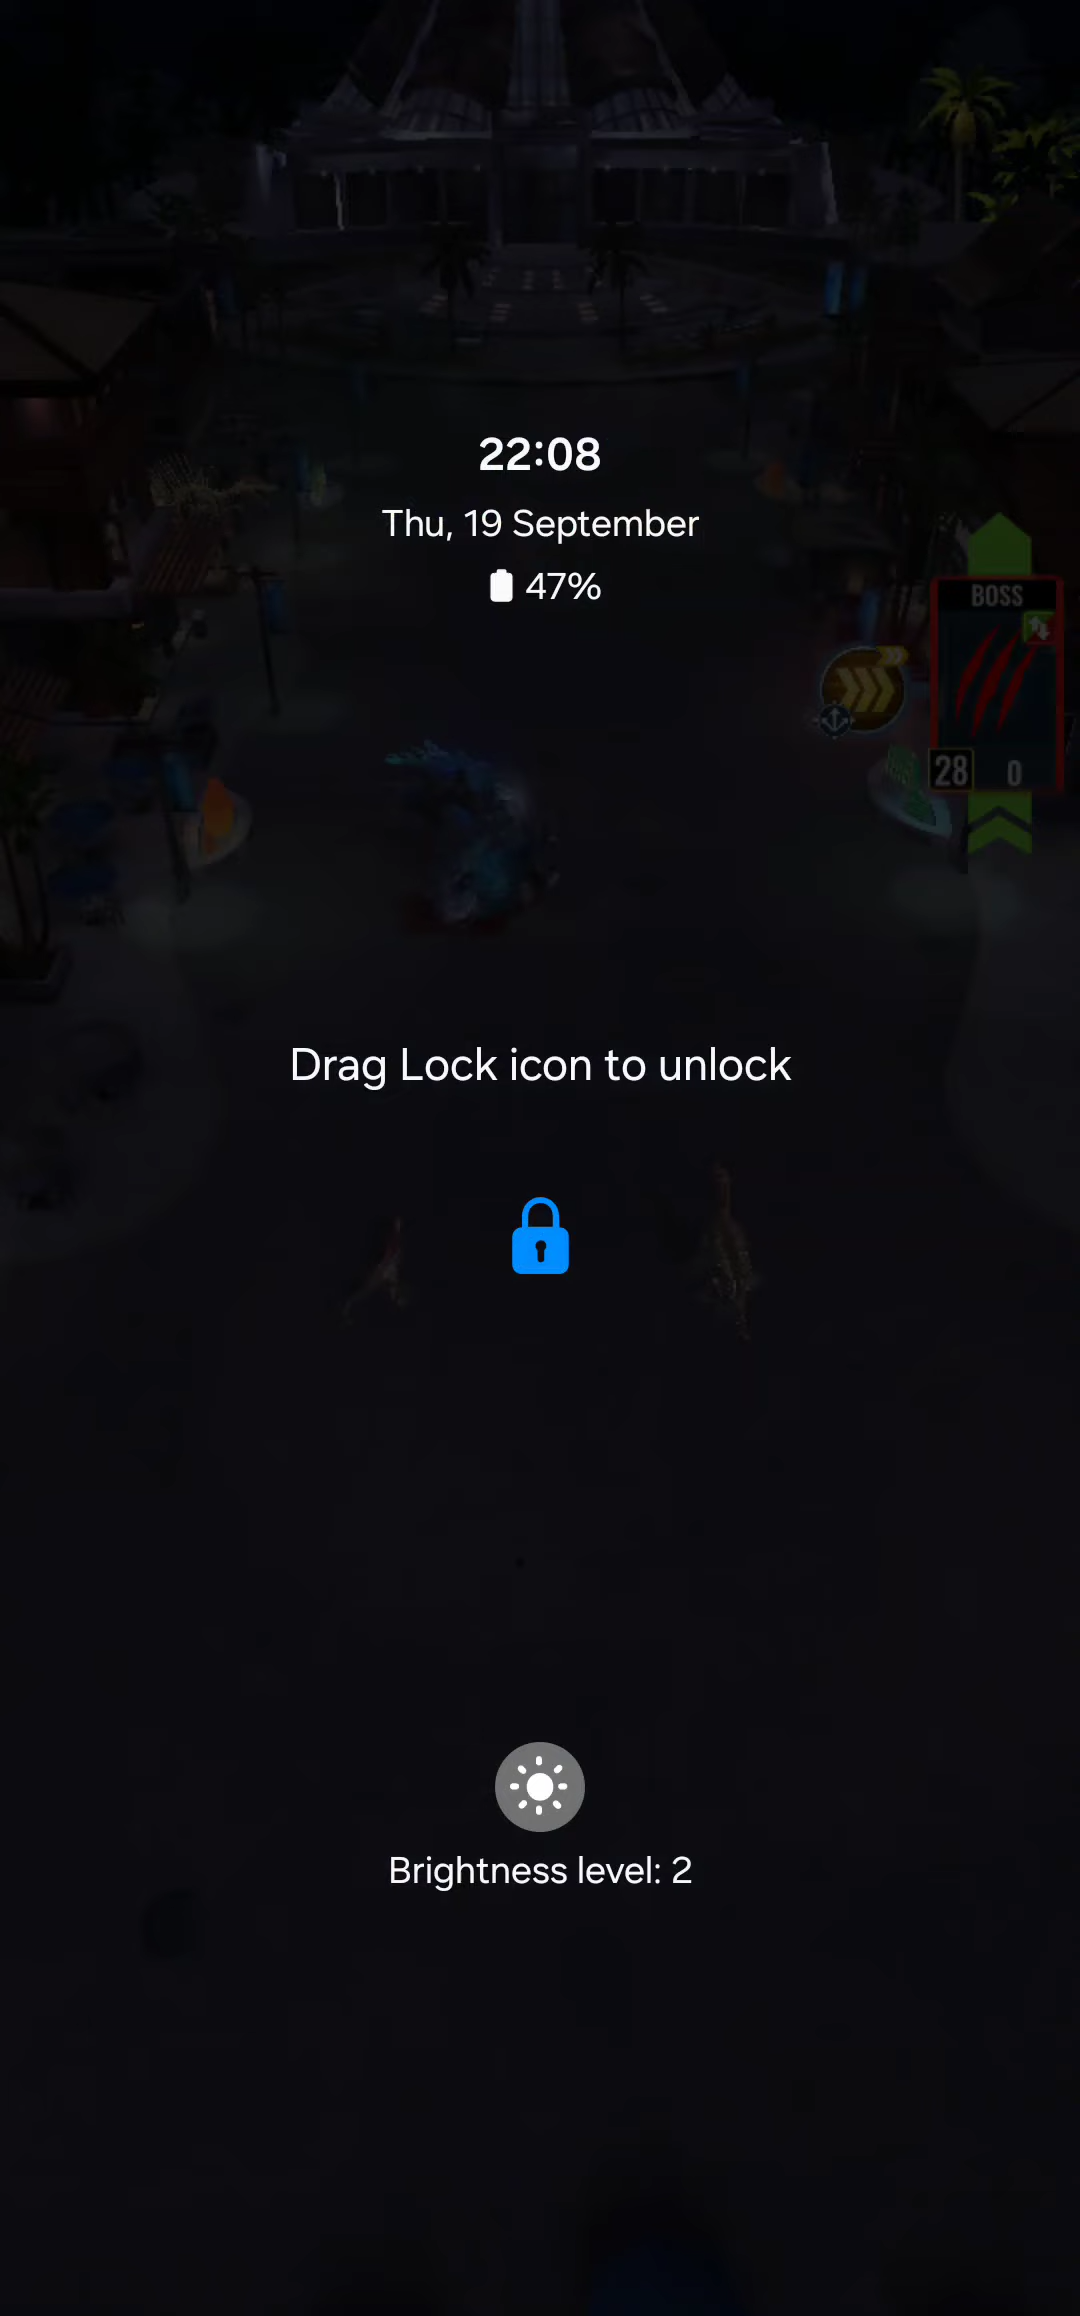 22:08
Thu, 19 September
47%
BOSS
28 0
Drag Lock icon to unlock
Brightness level: 2